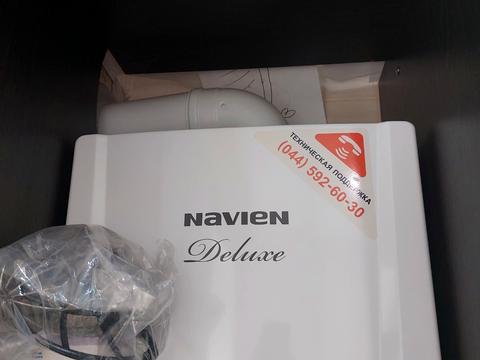 ТЕХНИЧЕСКАЯ ПОДДЕРЖКА
(044) 592-60-30
NAVIEN
Deluxe